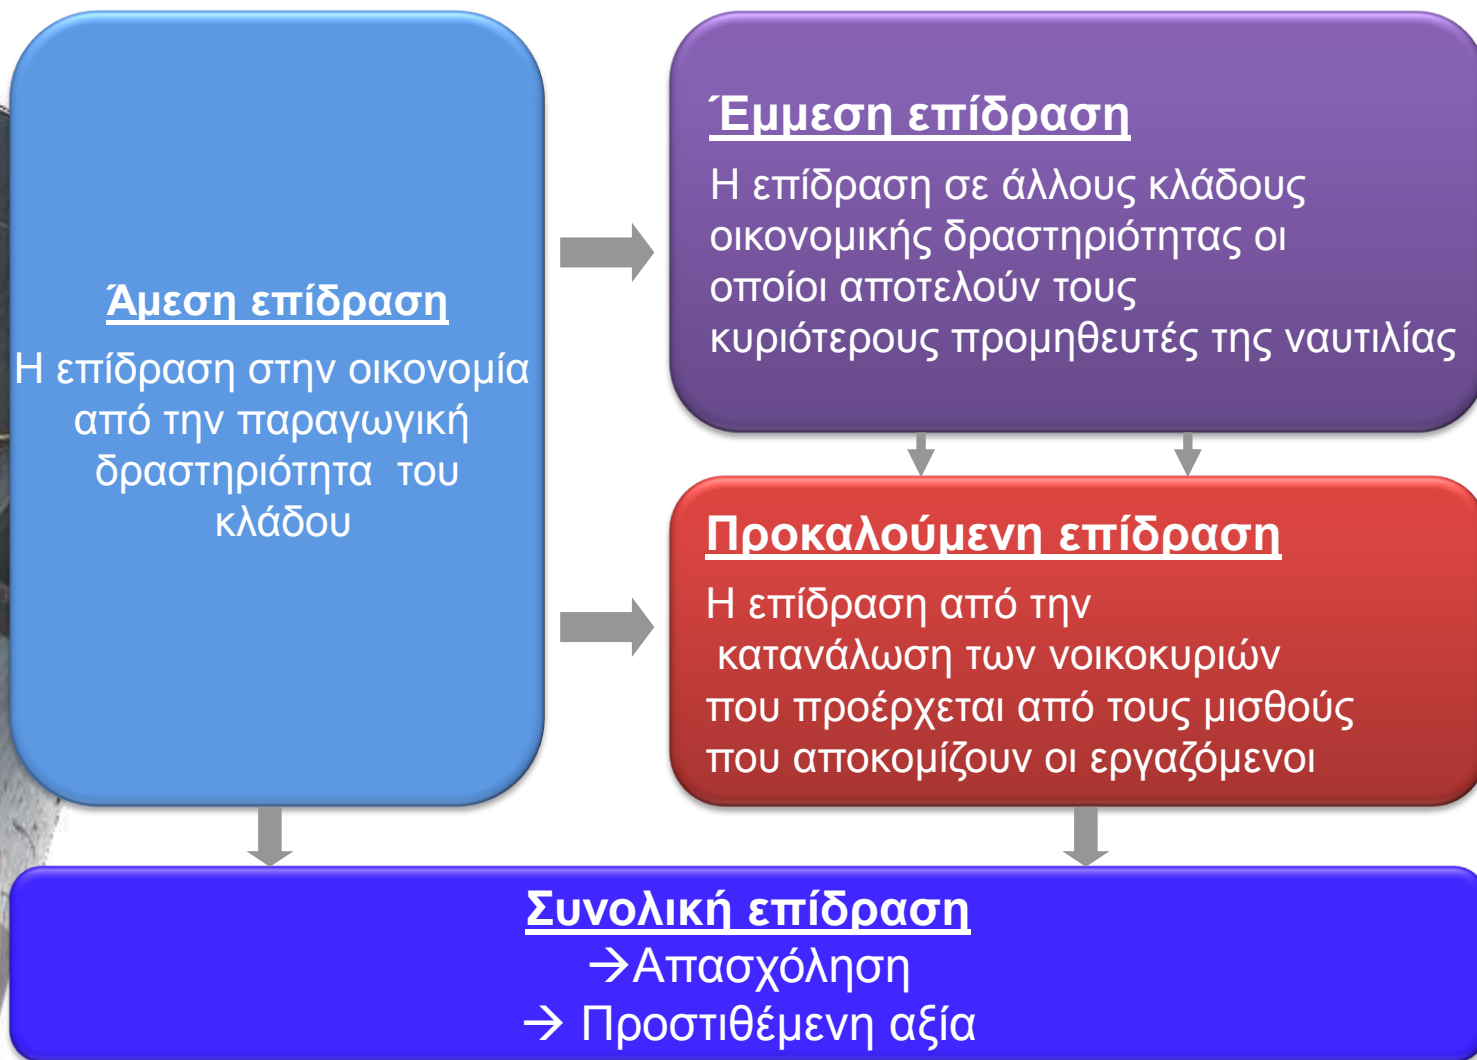 Άμεση επίδραση
Η επίδραση στην οικονομία
από την παραγωγική
δραστηριότητα του
κλάδου
Έμμεση επίδραση
Η επίδραση σε άλλους κλάδους
οικονομικής δραστηριότητας οι
οποίοι αποτελούν τους
κυριότερους προμηθευτές της ναυτιλίας
Προκαλούμενη επίδραση
Η επίδραση από την
κατανάλωση των νοικοκυριών
που προέρχεται από τους μισθούς
που αποκομίζουν οι εργαζόμενοι
Συνολική επίδραση
→Απασχόληση
→ Προστιθέμενη αξία